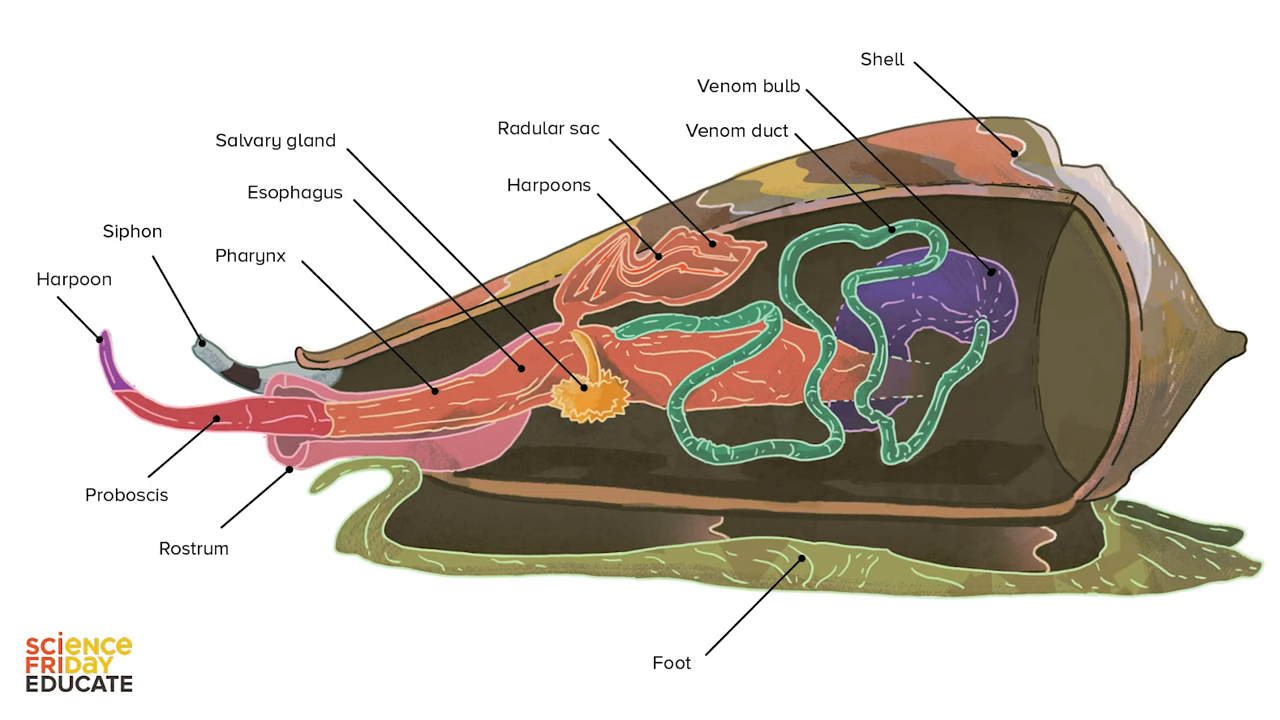 Shell
Venom bulb
Radular sac
Venom duct
Salvary gland
Harpoons
Esophagus
Siphon
Pharynx
Harpoon
Proboscis
Rostrum
Foot
SCIENCE
FRIDAY
EDUCATE